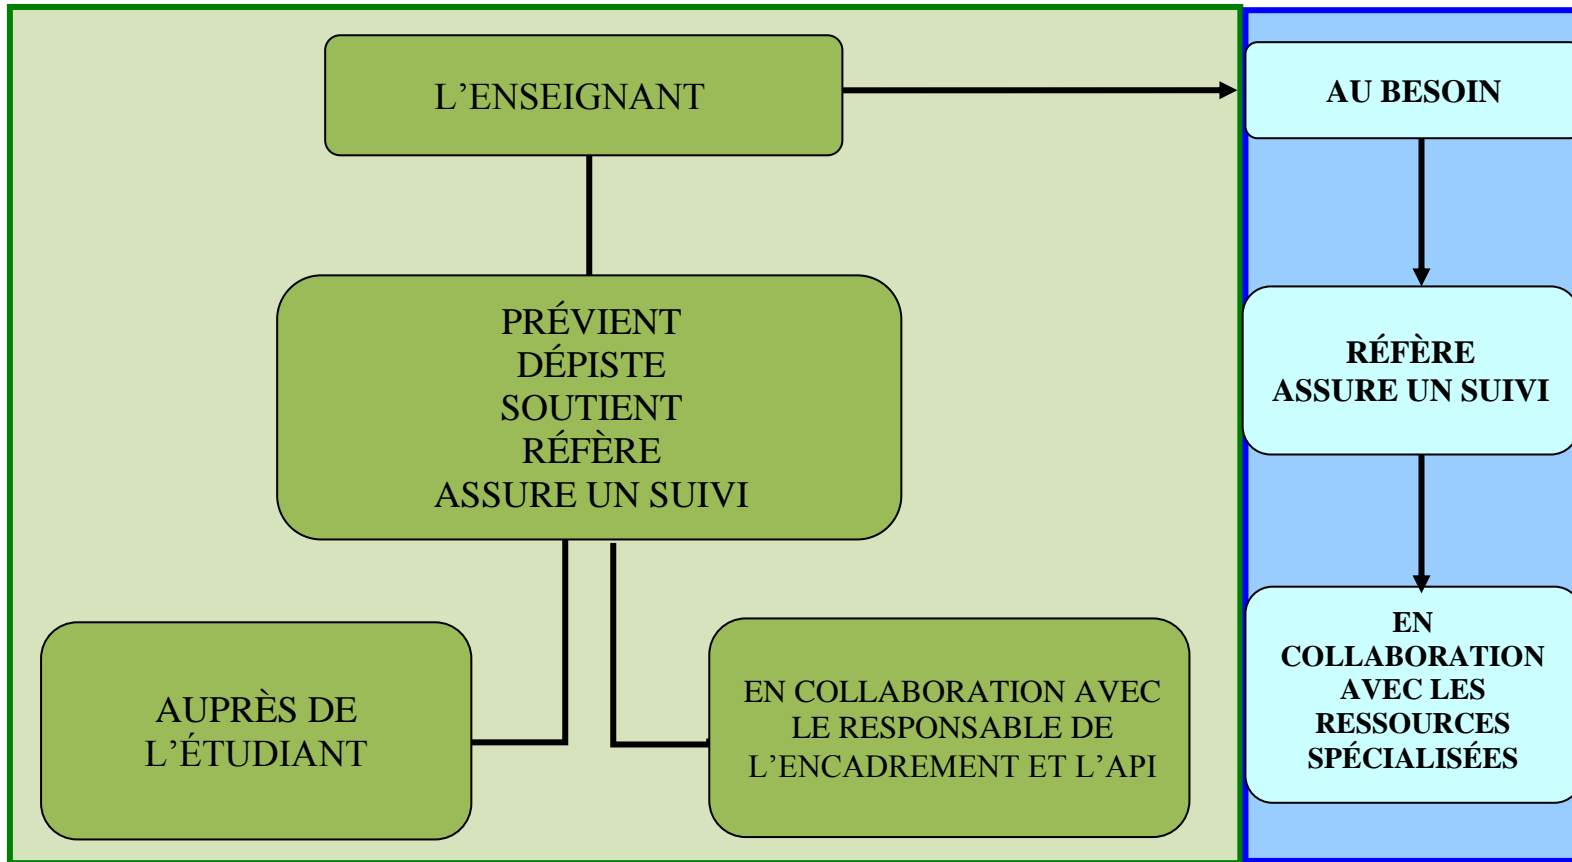 L’ENSEIGNANT
AU BESOIN
PRÉVIENT
DÉPISTE
SOUTIENT
RÉFÈRE
ASSURE UN SUIVI
RÉFÈRE
ASSURE UN SUIVI
AUPRÈS DE
L’ÉTUDIANT
EN COLLABORATION AVEC
LE RESPONSABLE DE
L’ENCADREMENT ET L’API
EN
COLLABORATION
AVEC LES
RESSOURCES
SPÉCIALISÉES